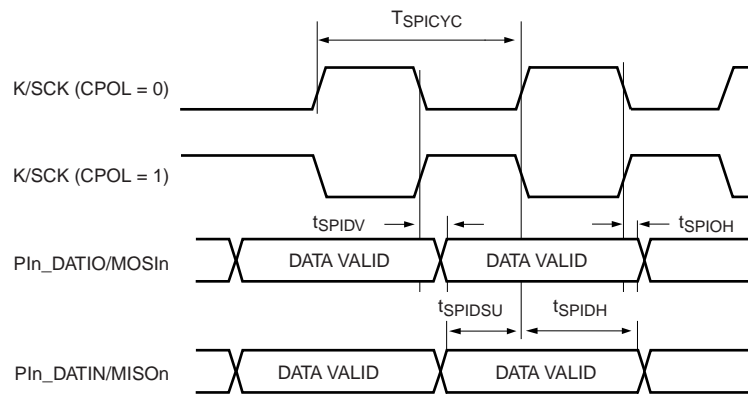 TSPICYC
K/SCK (CPOL = 0)
K/SCK (CPOL = 1)
tSPIDV
tSPIOH
PIn_DATIO/MOSIn
DATA VALID
DATA VALID
tSPIDSU
tSPIDH
PIn_DATIN/MISOn
DATA VALID
DATA VALID